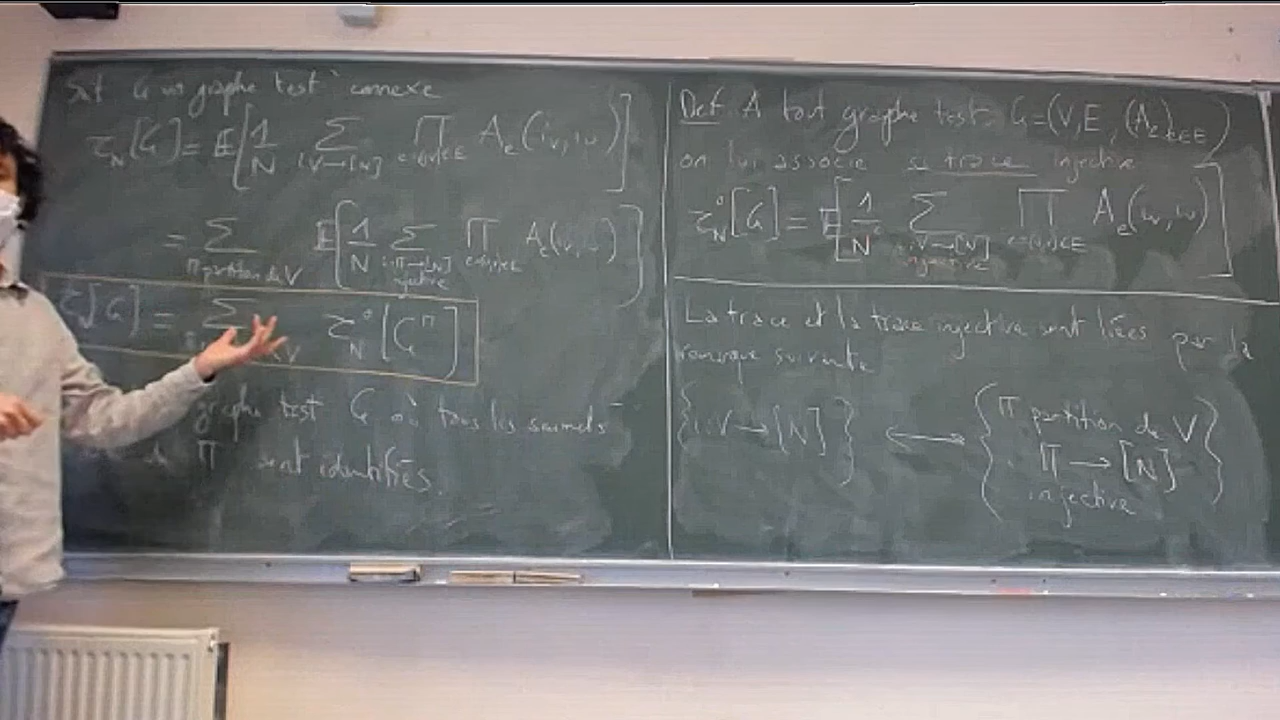 Soit G un graphe test connexe
τ_N[G] = E[1/N Σ_{i:V→[N]} Π_{e=(v,w)∈E} A_e(i_v, i_w)]
= Σ_{π partition de V} E[1/N Σ_{i:π→[N] injective} Π_{e=(v,w)∈E} A_e(i_v, i_w)]
τ_N[G] = Σ τ°_N[G^π]
graphe test G où tous les sommets
de π sont identifiés.
Def: A tout graphe test G=(V,E,(A_e)_{e∈E})
on lui associe sa trace injective
τ°_N[G] = E[1/N Σ_{i:V→[N] injective} Π_{e=(v,w)∈E} A_e(i_v, i_w)]
La trace et la trace injective sont liées par la
remarque suivante
{i:V→[N]} ↔ {π partition de V
π → [N]
injective}